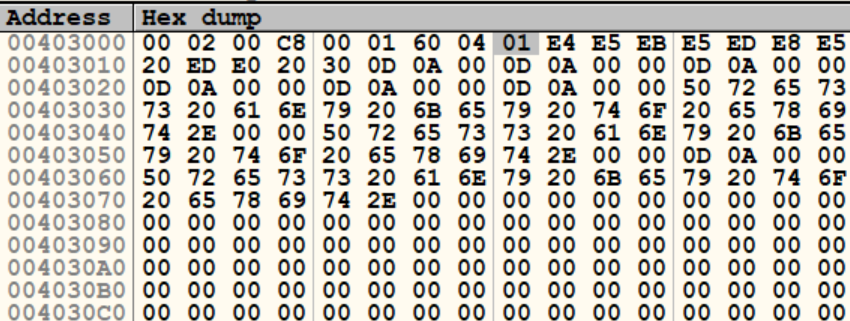 Address Hex dump
00403000 00 02 00 C8 00 01 60 04 01 E4 E5 EB E5 ED E8 E5
00403010 20 ED E0 20 30 0D 0A 00 0D 0A 00 00 0D 0A 00 00
00403020 0D 0A 00 00 0D 0A 00 00 0D 0A 00 00 50 72 65 73
00403030 73 20 61 6E 79 20 6B 65 79 20 74 6F 20 65 78 69
00403040 74 2E 00 00 50 72 65 73 73 20 61 6E 79 20 6B 65
00403050 79 20 74 6F 20 65 78 69 74 2E 00 00 0D 0A 00 00
00403060 50 72 65 73 73 20 61 6E 79 20 6B 65 79 20 74 6F
00403070 20 65 78 69 74 2E 00 00 00 00 00 00 00 00 00 00
00403080 00 00 00 00 00 00 00 00 00 00 00 00 00 00 00 00
00403090 00 00 00 00 00 00 00 00 00 00 00 00 00 00 00 00
004030A0 00 00 00 00 00 00 00 00 00 00 00 00 00 00 00 00
004030B0 00 00 00 00 00 00 00 00 00 00 00 00 00 00 00 00
004030C0 00 00 00 00 00 00 00 00 00 00 00 00 00 00 00 00